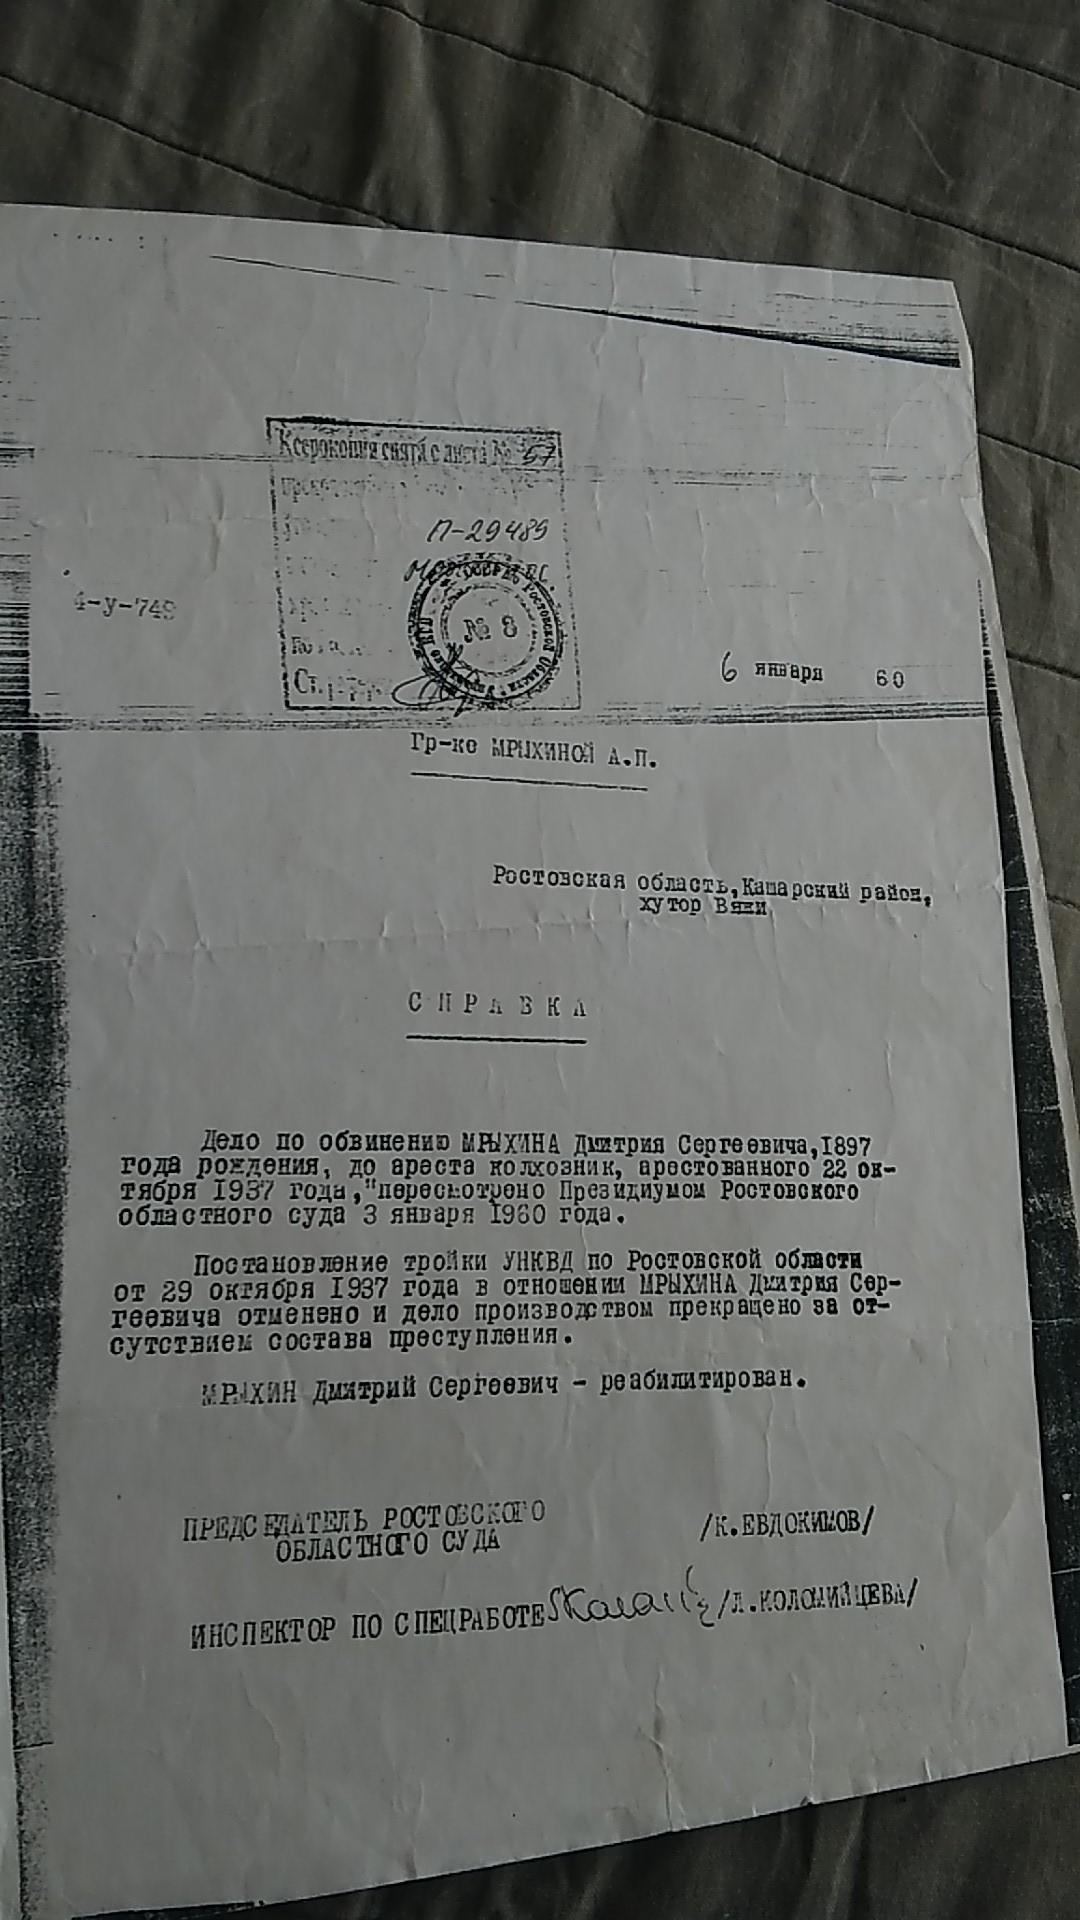 Ксерокопия снята с листа № 57
П-29489
№ 8
4-у-749
6 января 60
Гр-ке МРЫХИНОЙ А.П.
Ростовская область, Кашарский район,
хутор Вяжи
СПРАВКА
Дело по обвинению МРЫХИНА Дмитрия Сергеевича, 1897
года рождения, до ареста колхозник, арестованного 22 ок-
тября 1937 года, "пересмотрено Президиумом Ростовского
областного суда 3 января 1960 года.
Постановление тройки УНКВД по Ростовской области
от 29 октября 1937 года в отношении МРЫХИНА Дмитрия Сер-
геевича отменено и дело производством прекращено за от-
сутствием состава преступления.
МРЫХИН Дмитрий Сергеевич - реабилитирован.
ПРЕДСЕДАТЕЛЬ РОСТОВСКОГО
ОБЛАСТНОГО СУДА /К.ЕВДОКИМОВ/
ИНСПЕКТОР ПО СПЕЦРАБОТЕ /Л.КОЛОМИЙЦЕВА/